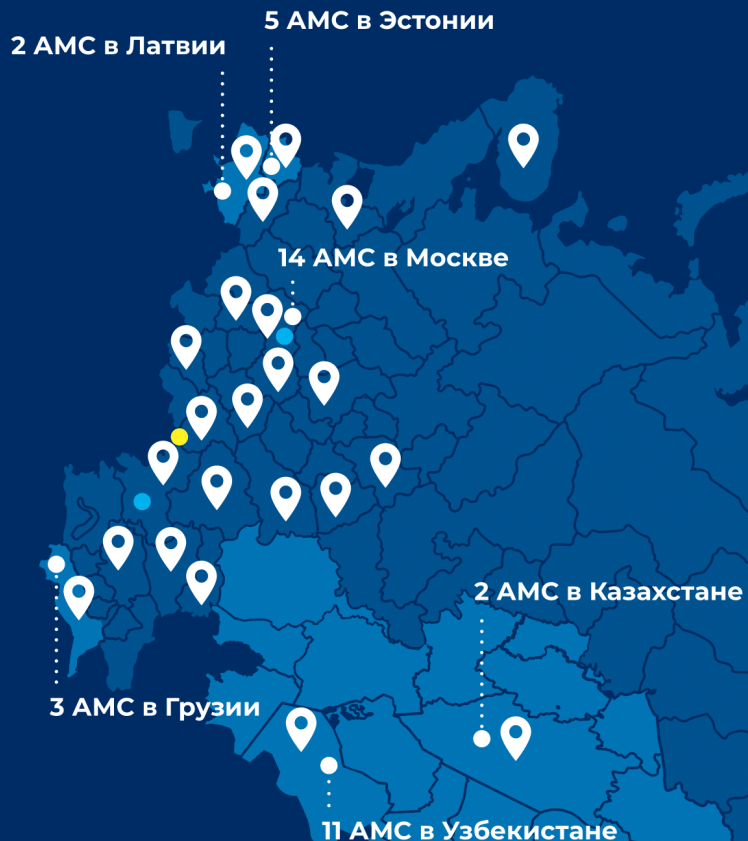 5 АМС в Эстонии
2 АМС в Латвии
14 АМС в Москве
2 АМС в Казахстане
3 АМС в Грузии
11 АМС в Узбекистане